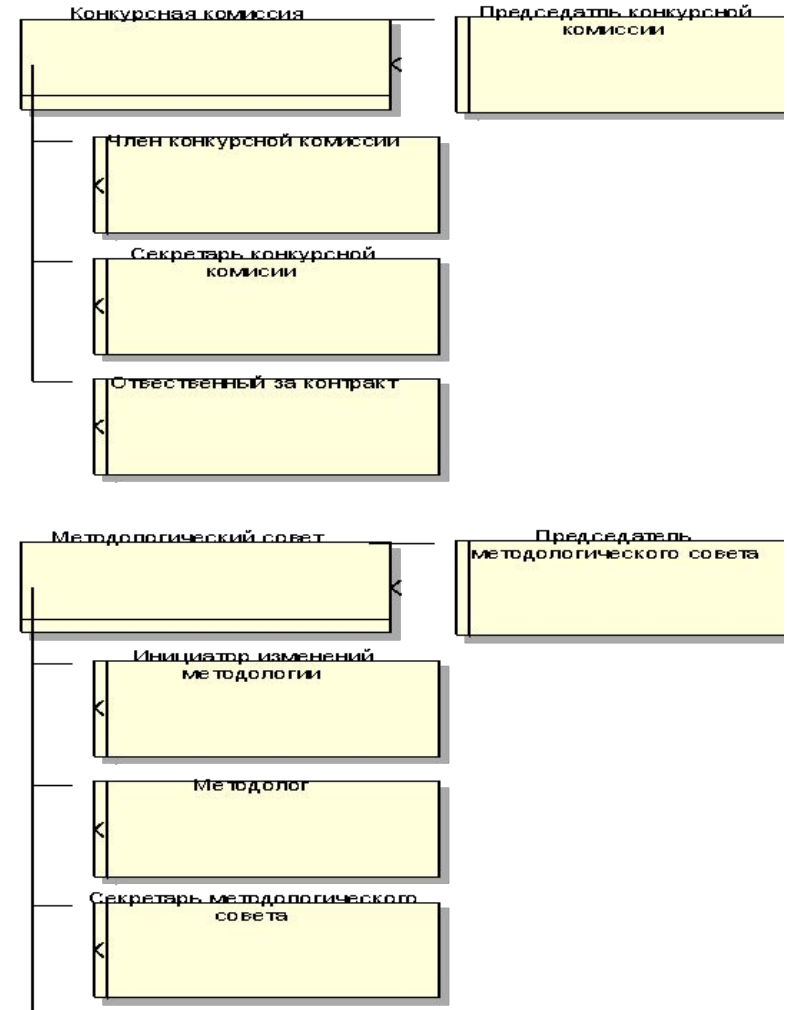 Конкурсная комиссия
Председатль конкурсной
комиссии
Член конкурсной комиссии
Секретарь конкурсной
комисии
Отвественный за контракт
Методологический совет
Председатель
методологического совета
Инициатор изменений
методологии
Методолог
Секретарь методологического
совета